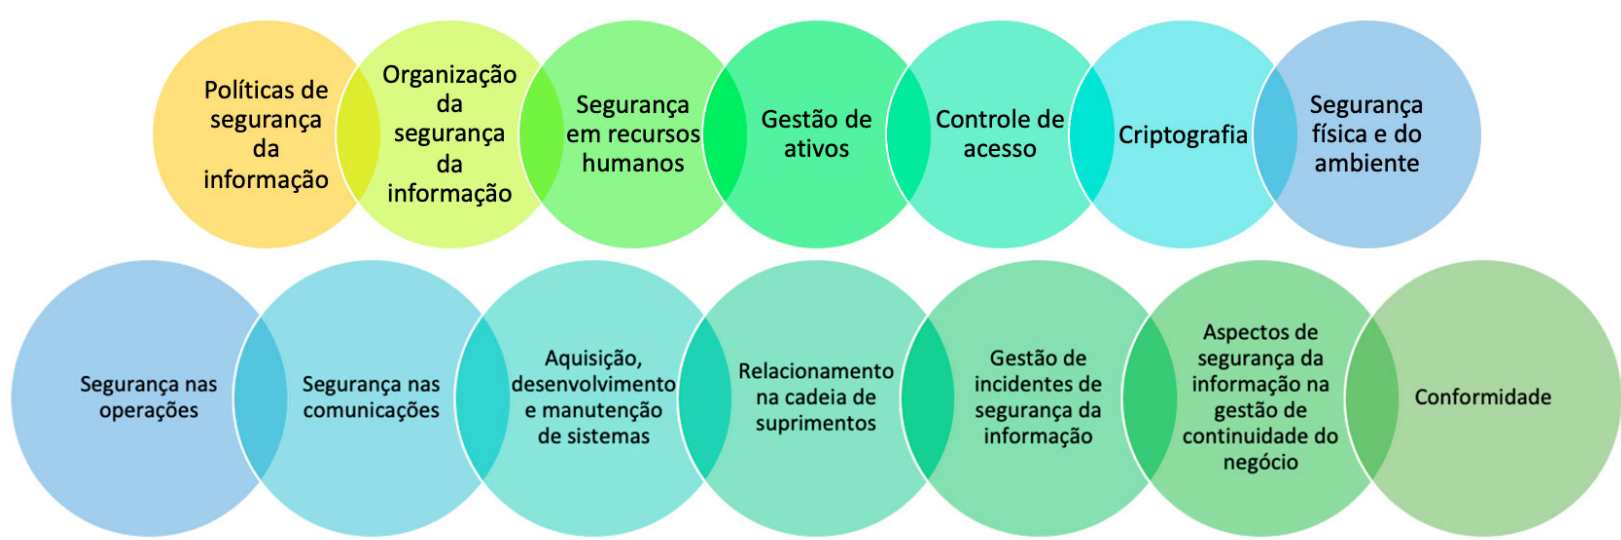 Políticas de
segurança
da
informação
Organização
da
segurança
da
informação
Segurança
em recursos
humanos
Gestão de
ativos
Controle de
acesso
Criptografia
Segurança
física e do
ambiente
Segurança nas
operações
Segurança nas
comunicações
Aquisição,
desenvolvimento
e manutenção
de sistemas
Relacionamento
na cadeia de
suprimentos
Gestão de
incidentes de
segurança da
informação
Aspectos de
segurança da
informação na
gestão de
continuidade do
negócio
Conformidade